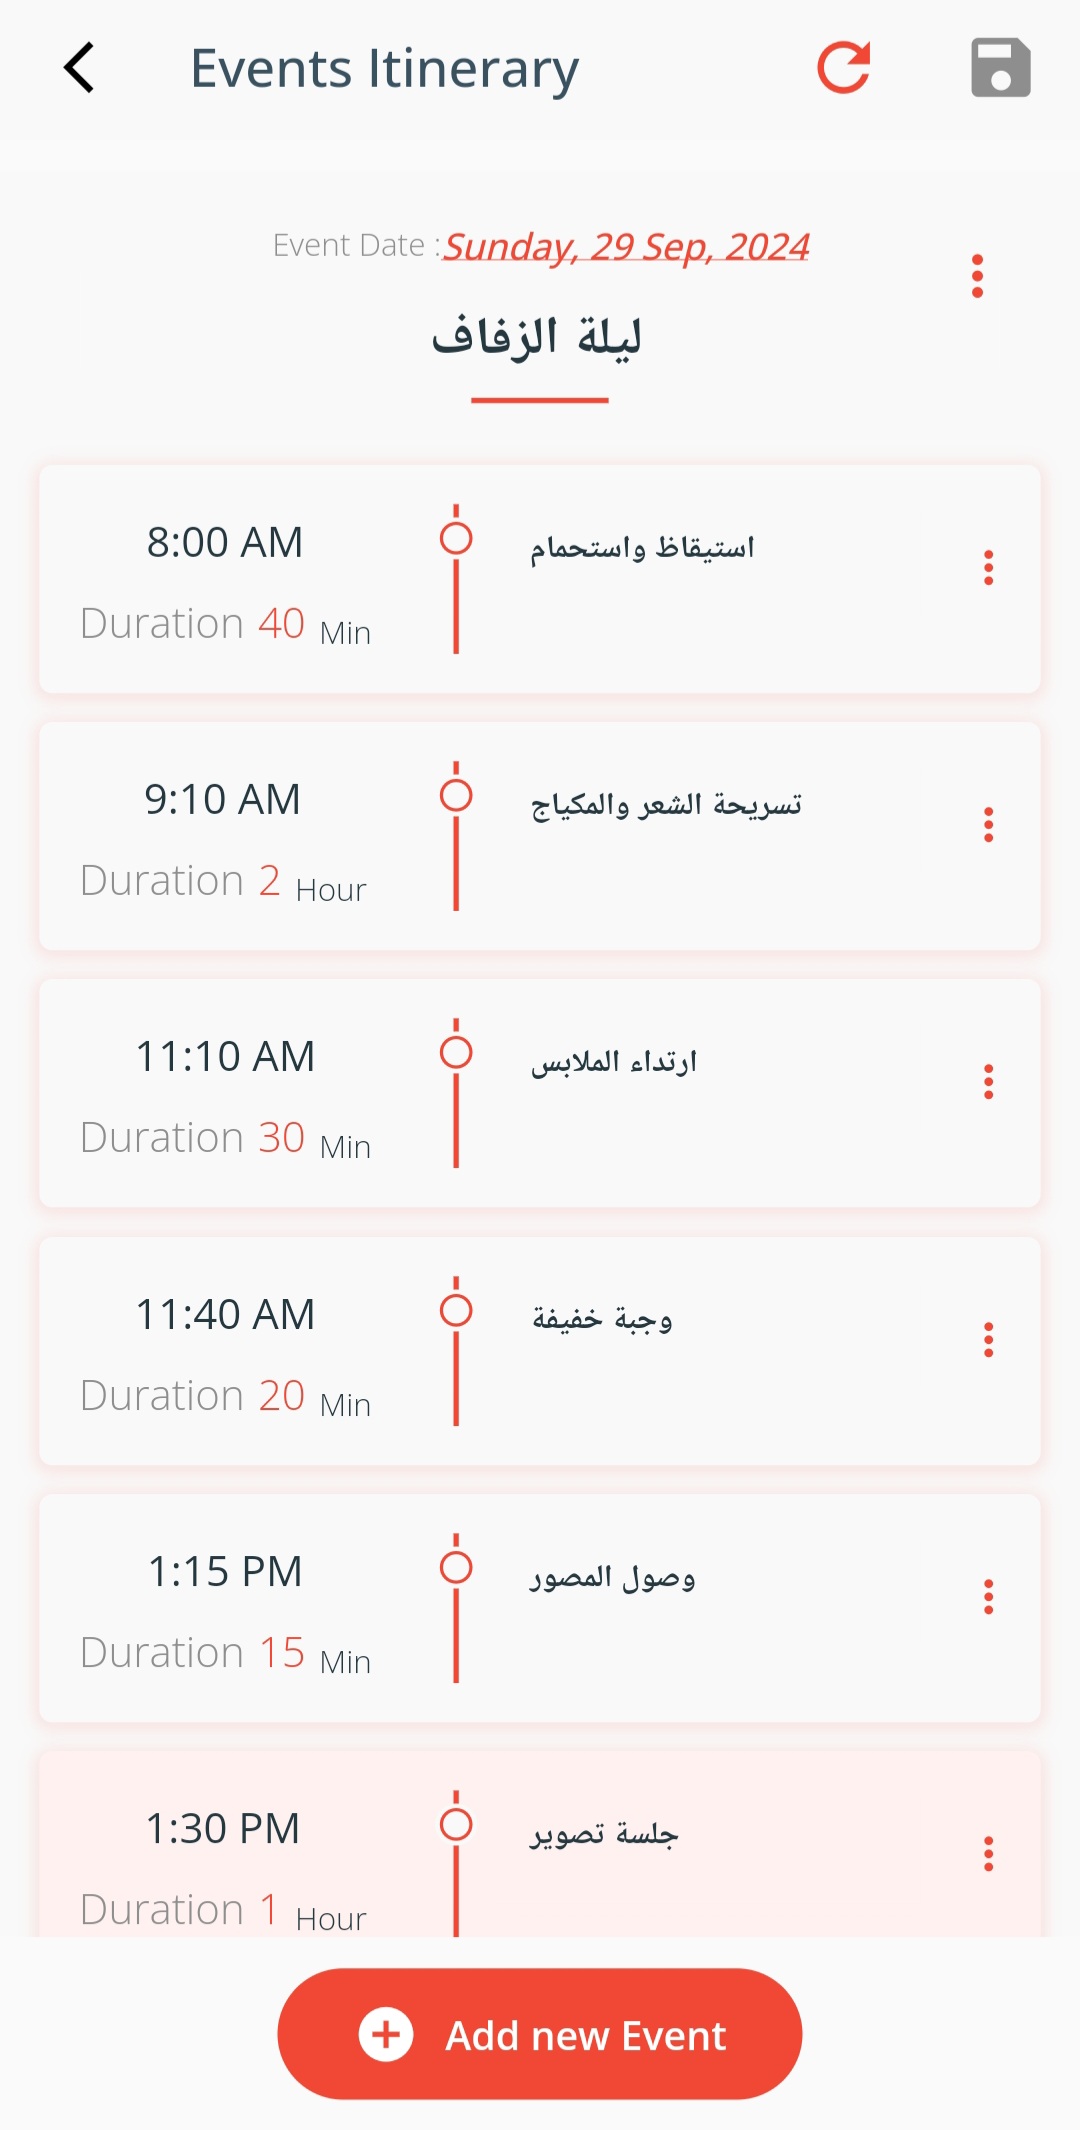 Events Itinerary
Event Date : Sunday, 29 Sep, 2024
ليلة الزفاف
8:00 AM
استيقاظ واستحمام
Duration 40 Min
9:10 AM
تسريحة الشعر والمكياج
Duration 2 Hour
11:10 AM
ارتداء الملابس
Duration 30 Min
11:40 AM
وجبة خفيفة
Duration 20 Min
1:15 PM
وصول المصور
Duration 15 Min
1:30 PM
جلسة تصوير
Duration 1 Hour
Add new Event